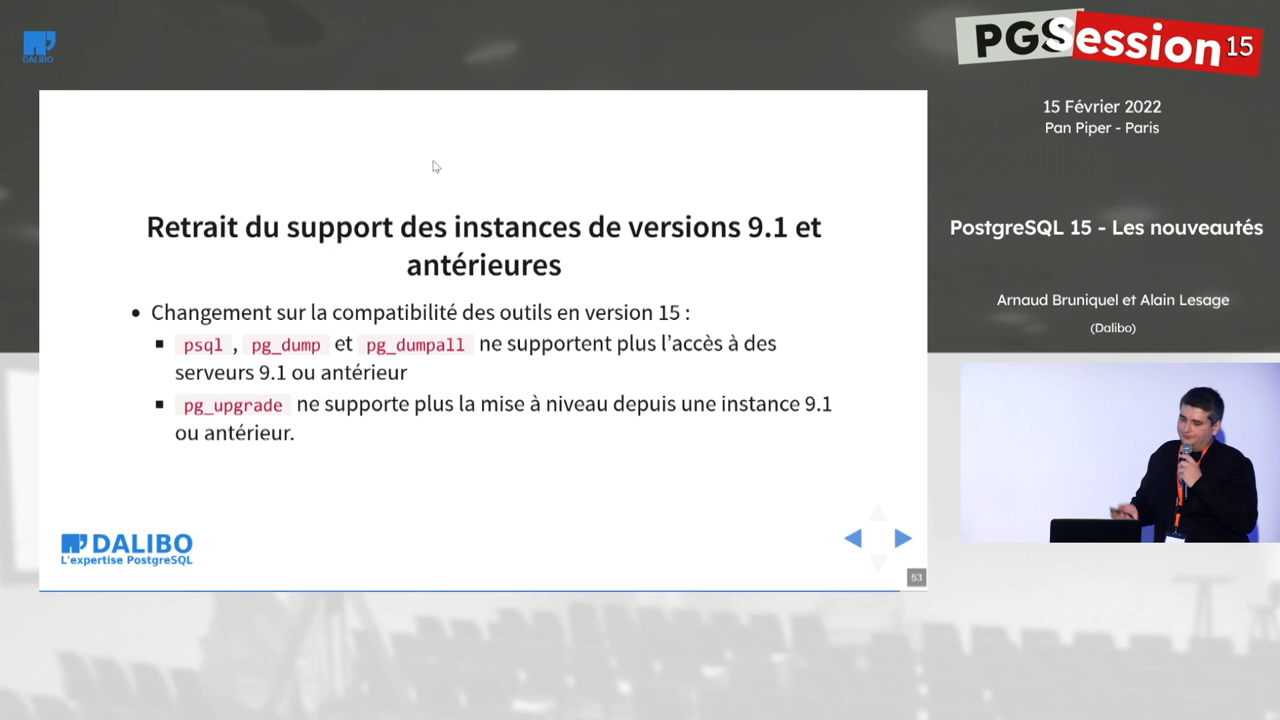 DALIBO
PGSession 15
15 Février 2022
Pan Piper - Paris
PostgreSQL 15 - Les nouveautés
Arnaud Bruniquel et Alain Lesage
(Dalibo)
Retrait du support des instances de versions 9.1 et
antérieures
• Changement sur la compatibilité des outils en version 15 :
▪ psql , pg_dump et pg_dumpall ne supportent plus l’accès à des
serveurs 9.1 ou antérieur
▪ pg_upgrade ne supporte plus la mise à niveau depuis une instance 9.1
ou antérieur.
DALIBO
L'expertise PostgreSQL
53